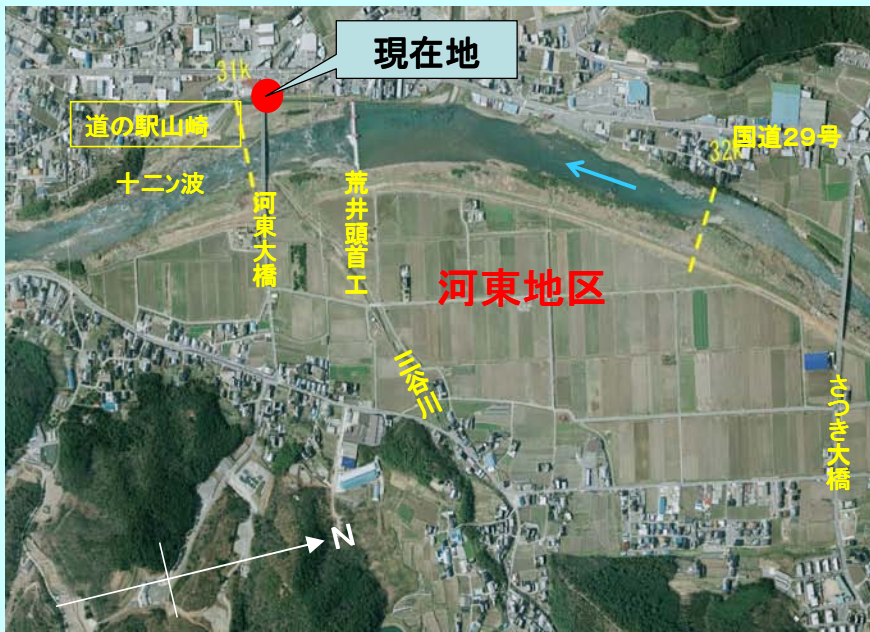 現在地
31k
道の駅山崎
国道29号
32k
十二ン波
河東大橋
荒井頭首工
河東地区
三谷川
さつき大橋
N